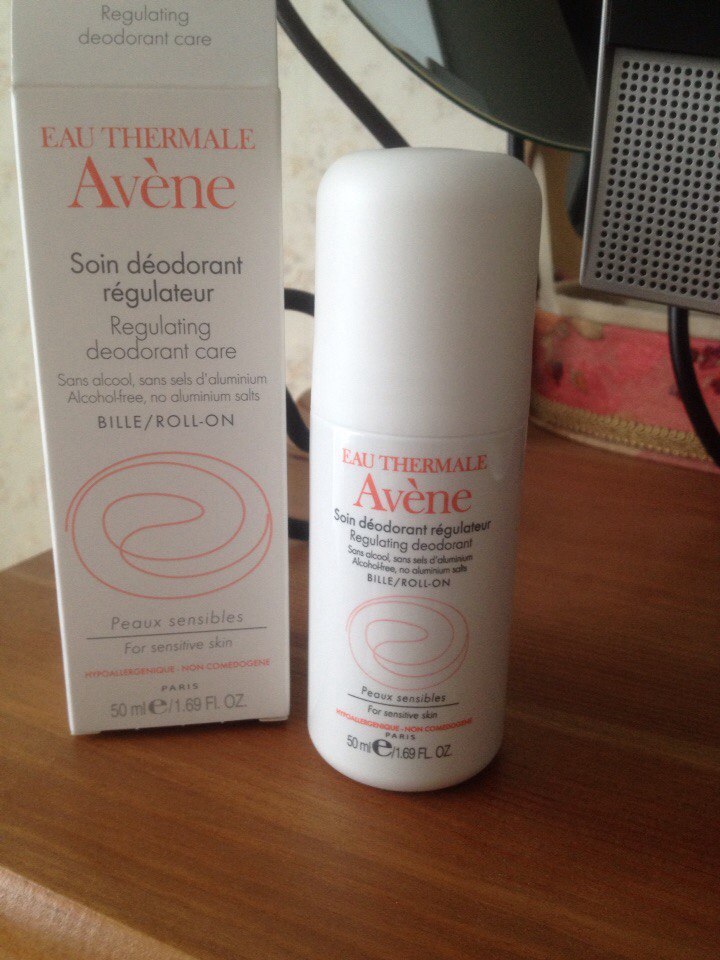 Regulating
deodorant care
EAU THERMALE
Avène
Soin déodorant
régulateur
Regulating
deodorant care
Sans alcool, sans sels d'aluminium
Alcohol-free, no aluminium salts
BILLE/ROLL-ON
Peaux sensibles
For sensitive skin
HYPOALLERGENIQUE - NON COMEDOGENE
PARIS
50 ml e/1.69 FL. OZ.
EAU THERMALE
Avène
Soin déodorant régulateur
Regulating deodorant
Sans alcool, sans sels d'aluminium
Alcohol-free, no aluminium salts
BILLE/ROLL-ON
Peaux sensibles
For sensitive skin
HYPOALLERGENIQUE - NON COMEDOGENE
PARIS
50 ml e/1.69 FL. OZ.